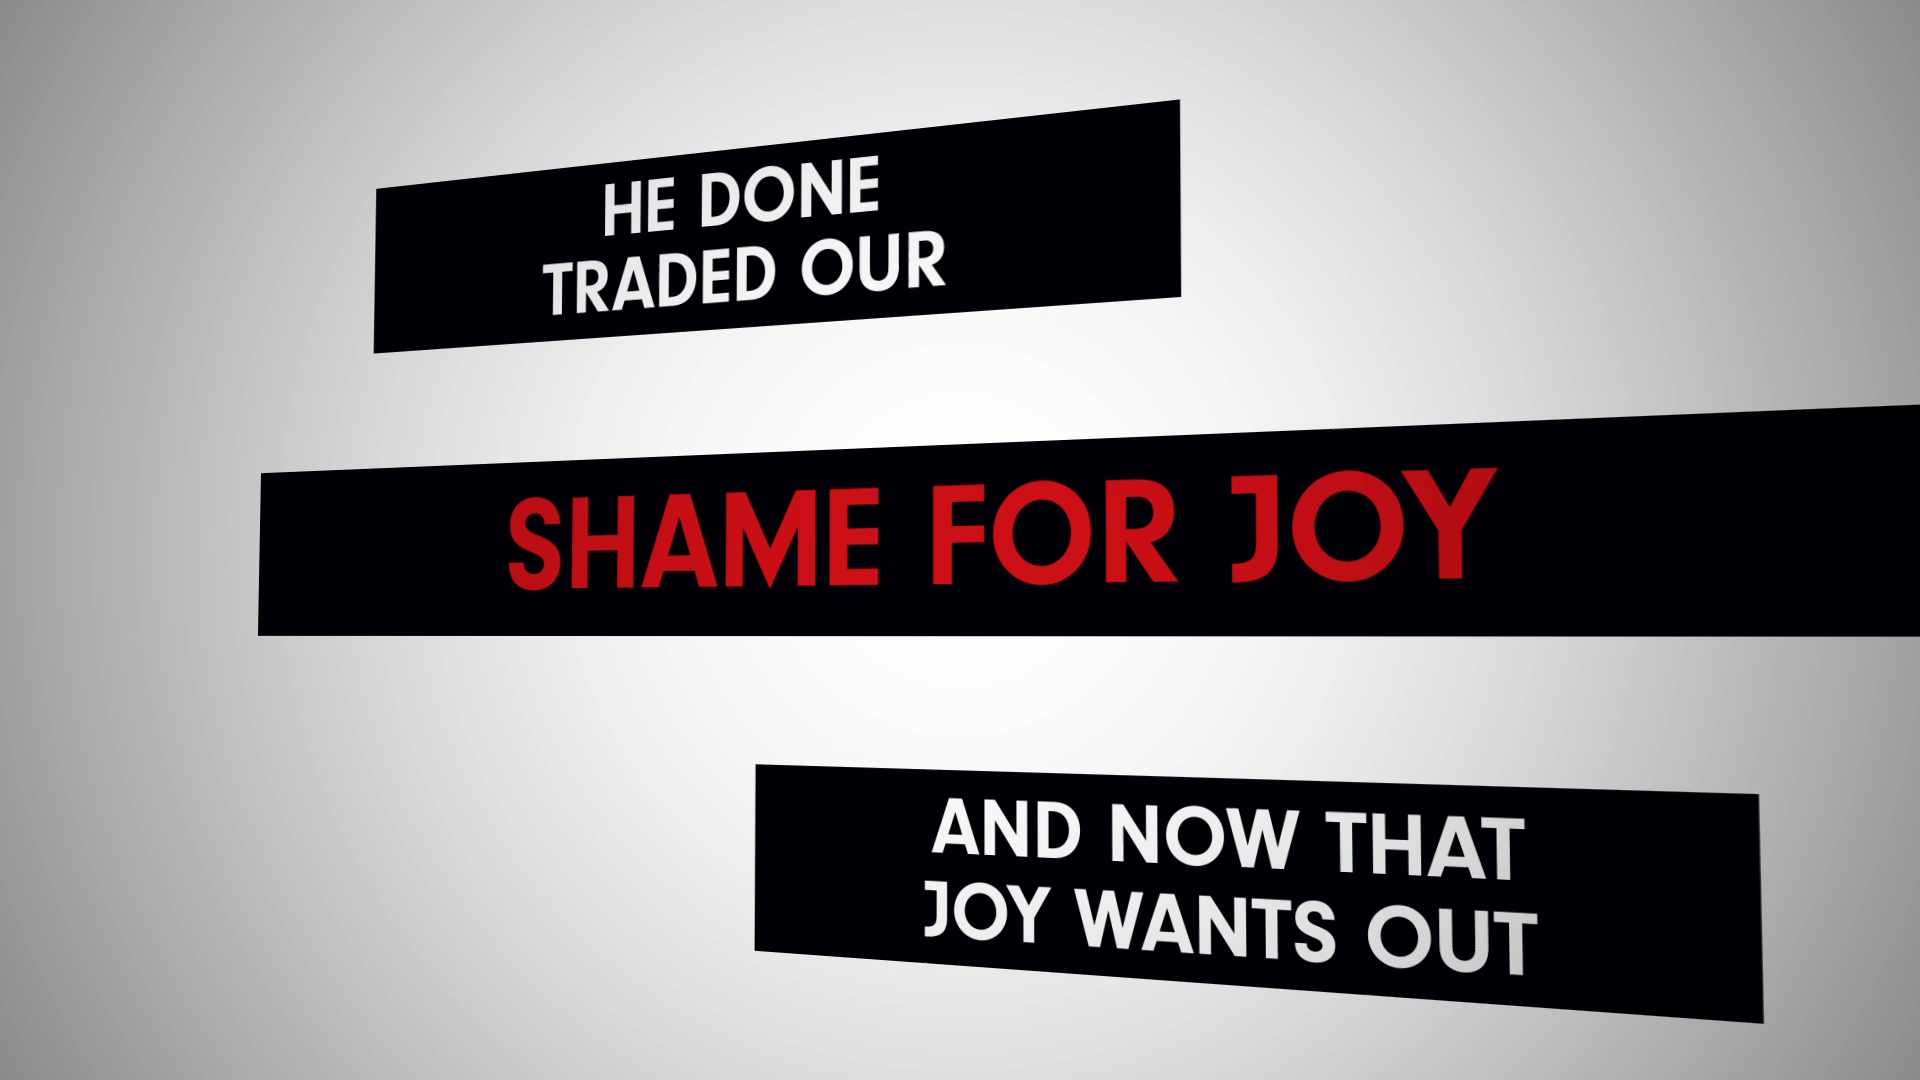 HE DONE
TRADED OUR
SHAME FOR JOY
AND NOW THAT
JOY WANTS OUT